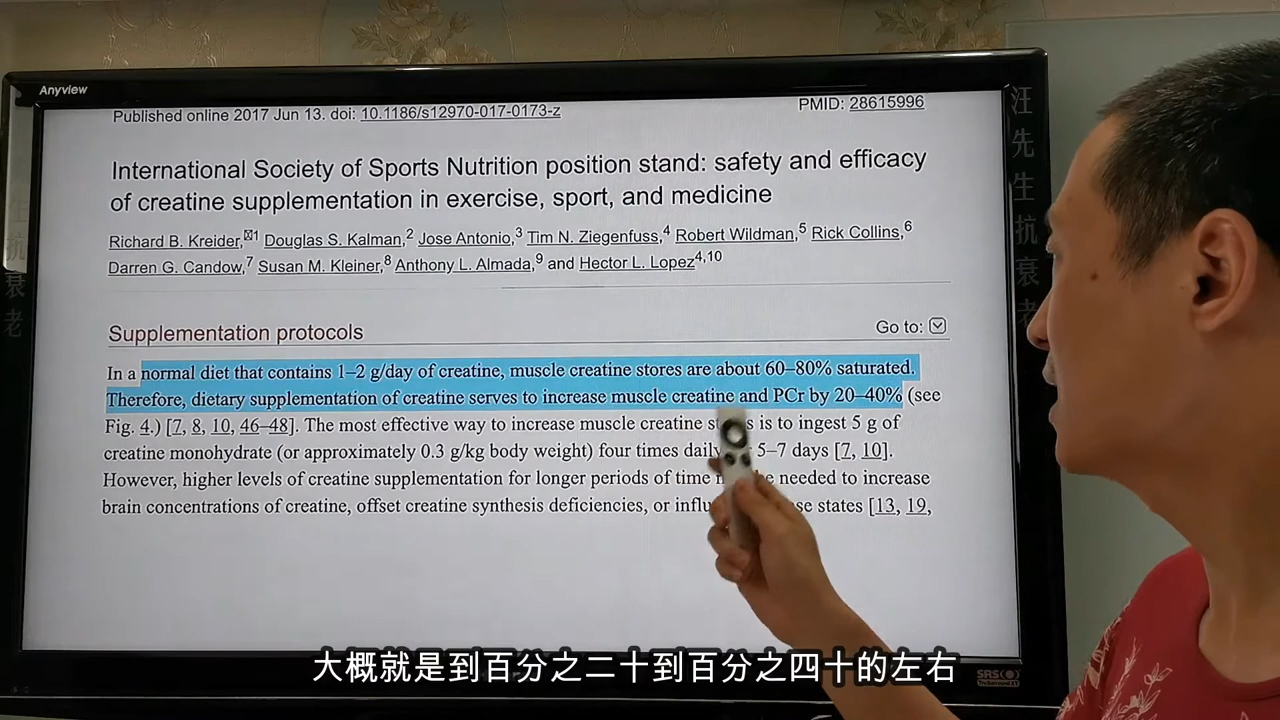 Anyview
Published online 2017 Jun 13. doi: 10.1186/s12970-017-0173-z
PMID: 28615996
International Society of Sports Nutrition position stand: safety and efficacy
of creatine supplementation in exercise, sport, and medicine
Richard B. Kreider,1 Douglas S. Kalman,2 Jose Antonio,3 Tim N. Ziegenfuss,4 Robert Wildman,5 Rick Collins,6
Darren G. Candow,7 Susan M. Kleiner,8 Anthony L. Almada,9 and Hector L. Lopez4,10
Supplementation protocols
Go to:
In a normal diet that contains 1–2 g/day of creatine, muscle creatine stores are about 60–80% saturated.
Therefore, dietary supplementation of creatine serves to increase muscle creatine and PCr by 20–40% (see
Fig. 4.) [7, 8, 10, 46–48]. The most effective way to increase muscle creatine is to ingest 5 g of
creatine monohydrate (or approximately 0.3 g/kg body weight) four times daily 5–7 days [7, 10].
However, higher levels of creatine supplementation for longer periods of time needed to increase
brain concentrations of creatine, offset creatine synthesis deficiencies, or states [13, 19,
汪先生抗衰老
生抗衰老
SRS
大概就是到百分之二十到百分之四十的左右